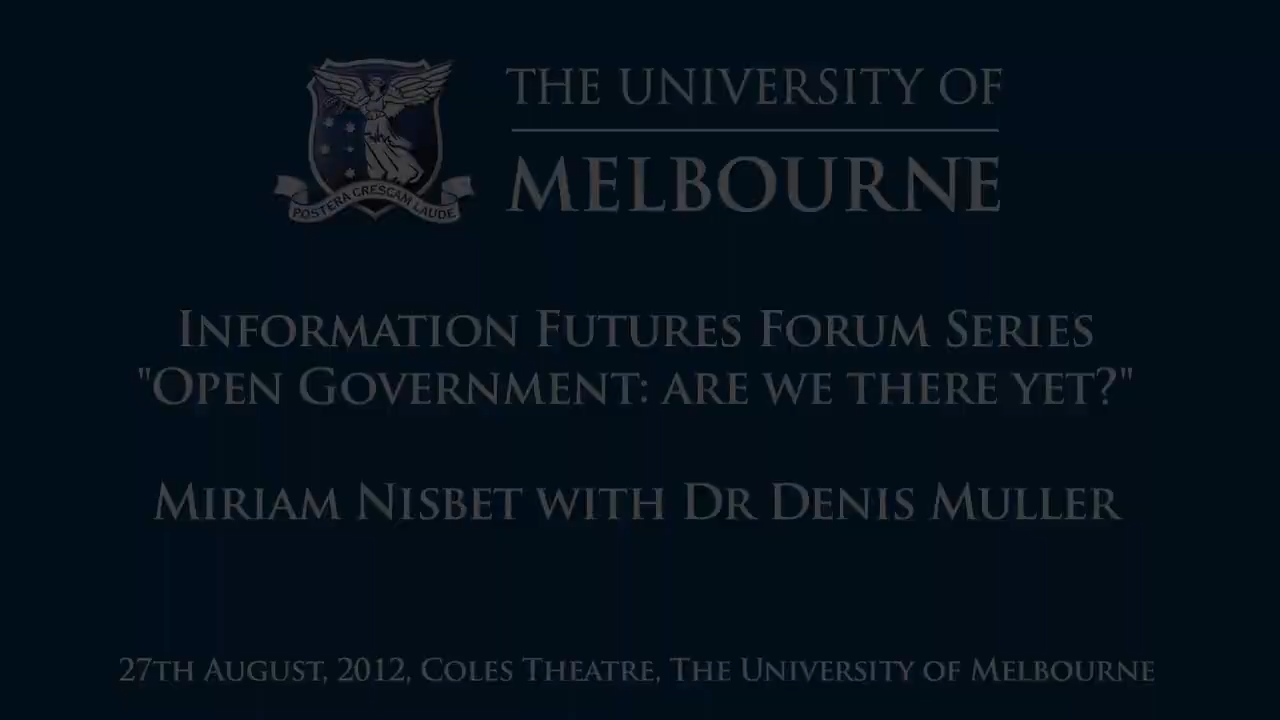 THE UNIVERSITY OF
MELBOURNE
POSTERA CRESCAM LAUDE
INFORMATION FUTURES FORUM SERIES
"OPEN GOVERNMENT: ARE WE THERE YET?"
MIRIAM NISBET WITH DR DENIS MULLER
27TH AUGUST, 2012, COLES THEATRE, THE UNIVERSITY OF MELBOURNE